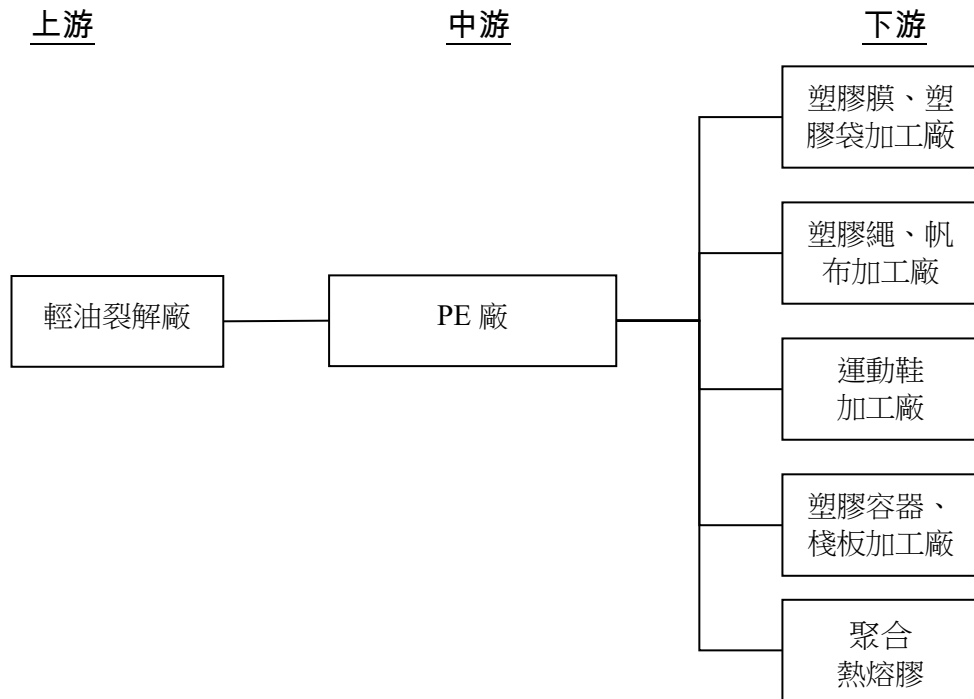 上游
中游
下游
塑膠膜、塑
膠袋加工廠
塑膠繩、帆
布加工廠
輕油裂解廠
PE 廠
運動鞋
加工廠
塑膠容器、
棧板加工廠
聚合
熱熔膠